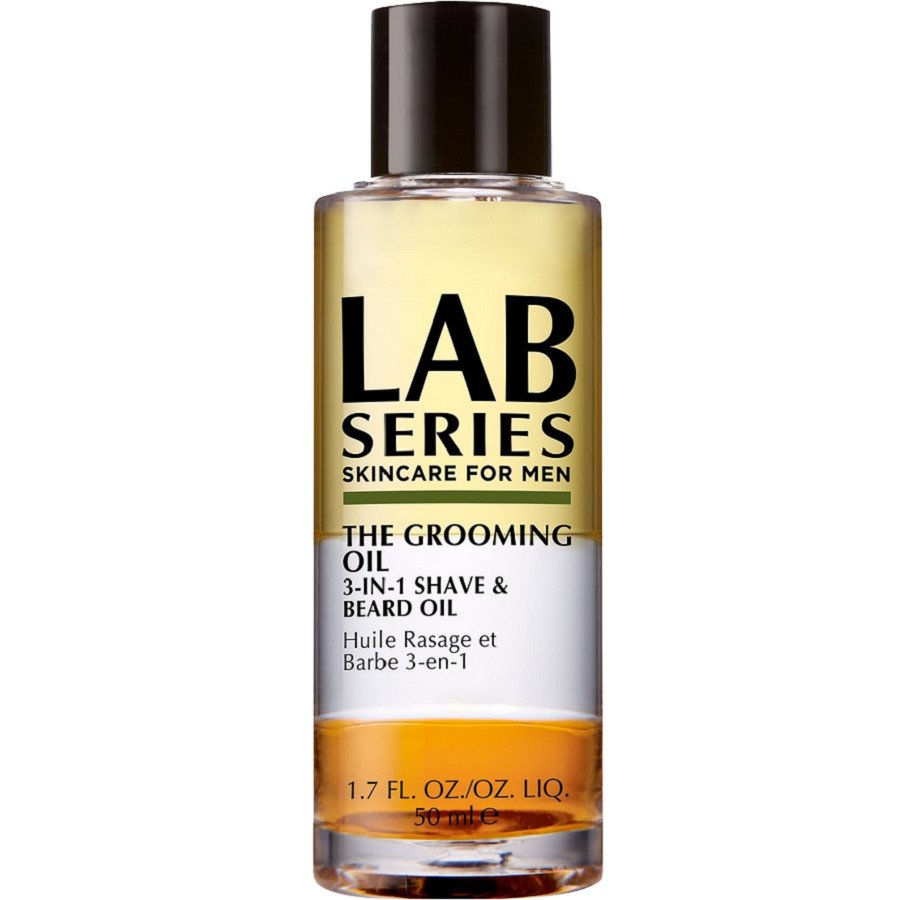 LAB
SERIES
SKINCARE FOR MEN
THE GROOMING
OIL
3-IN-1 SHAVE &
BEARD OIL
Huile Rasage et
Barbe 3-en-1
1.7 FL. OZ./OZ. LIQ.
50 ml ℮